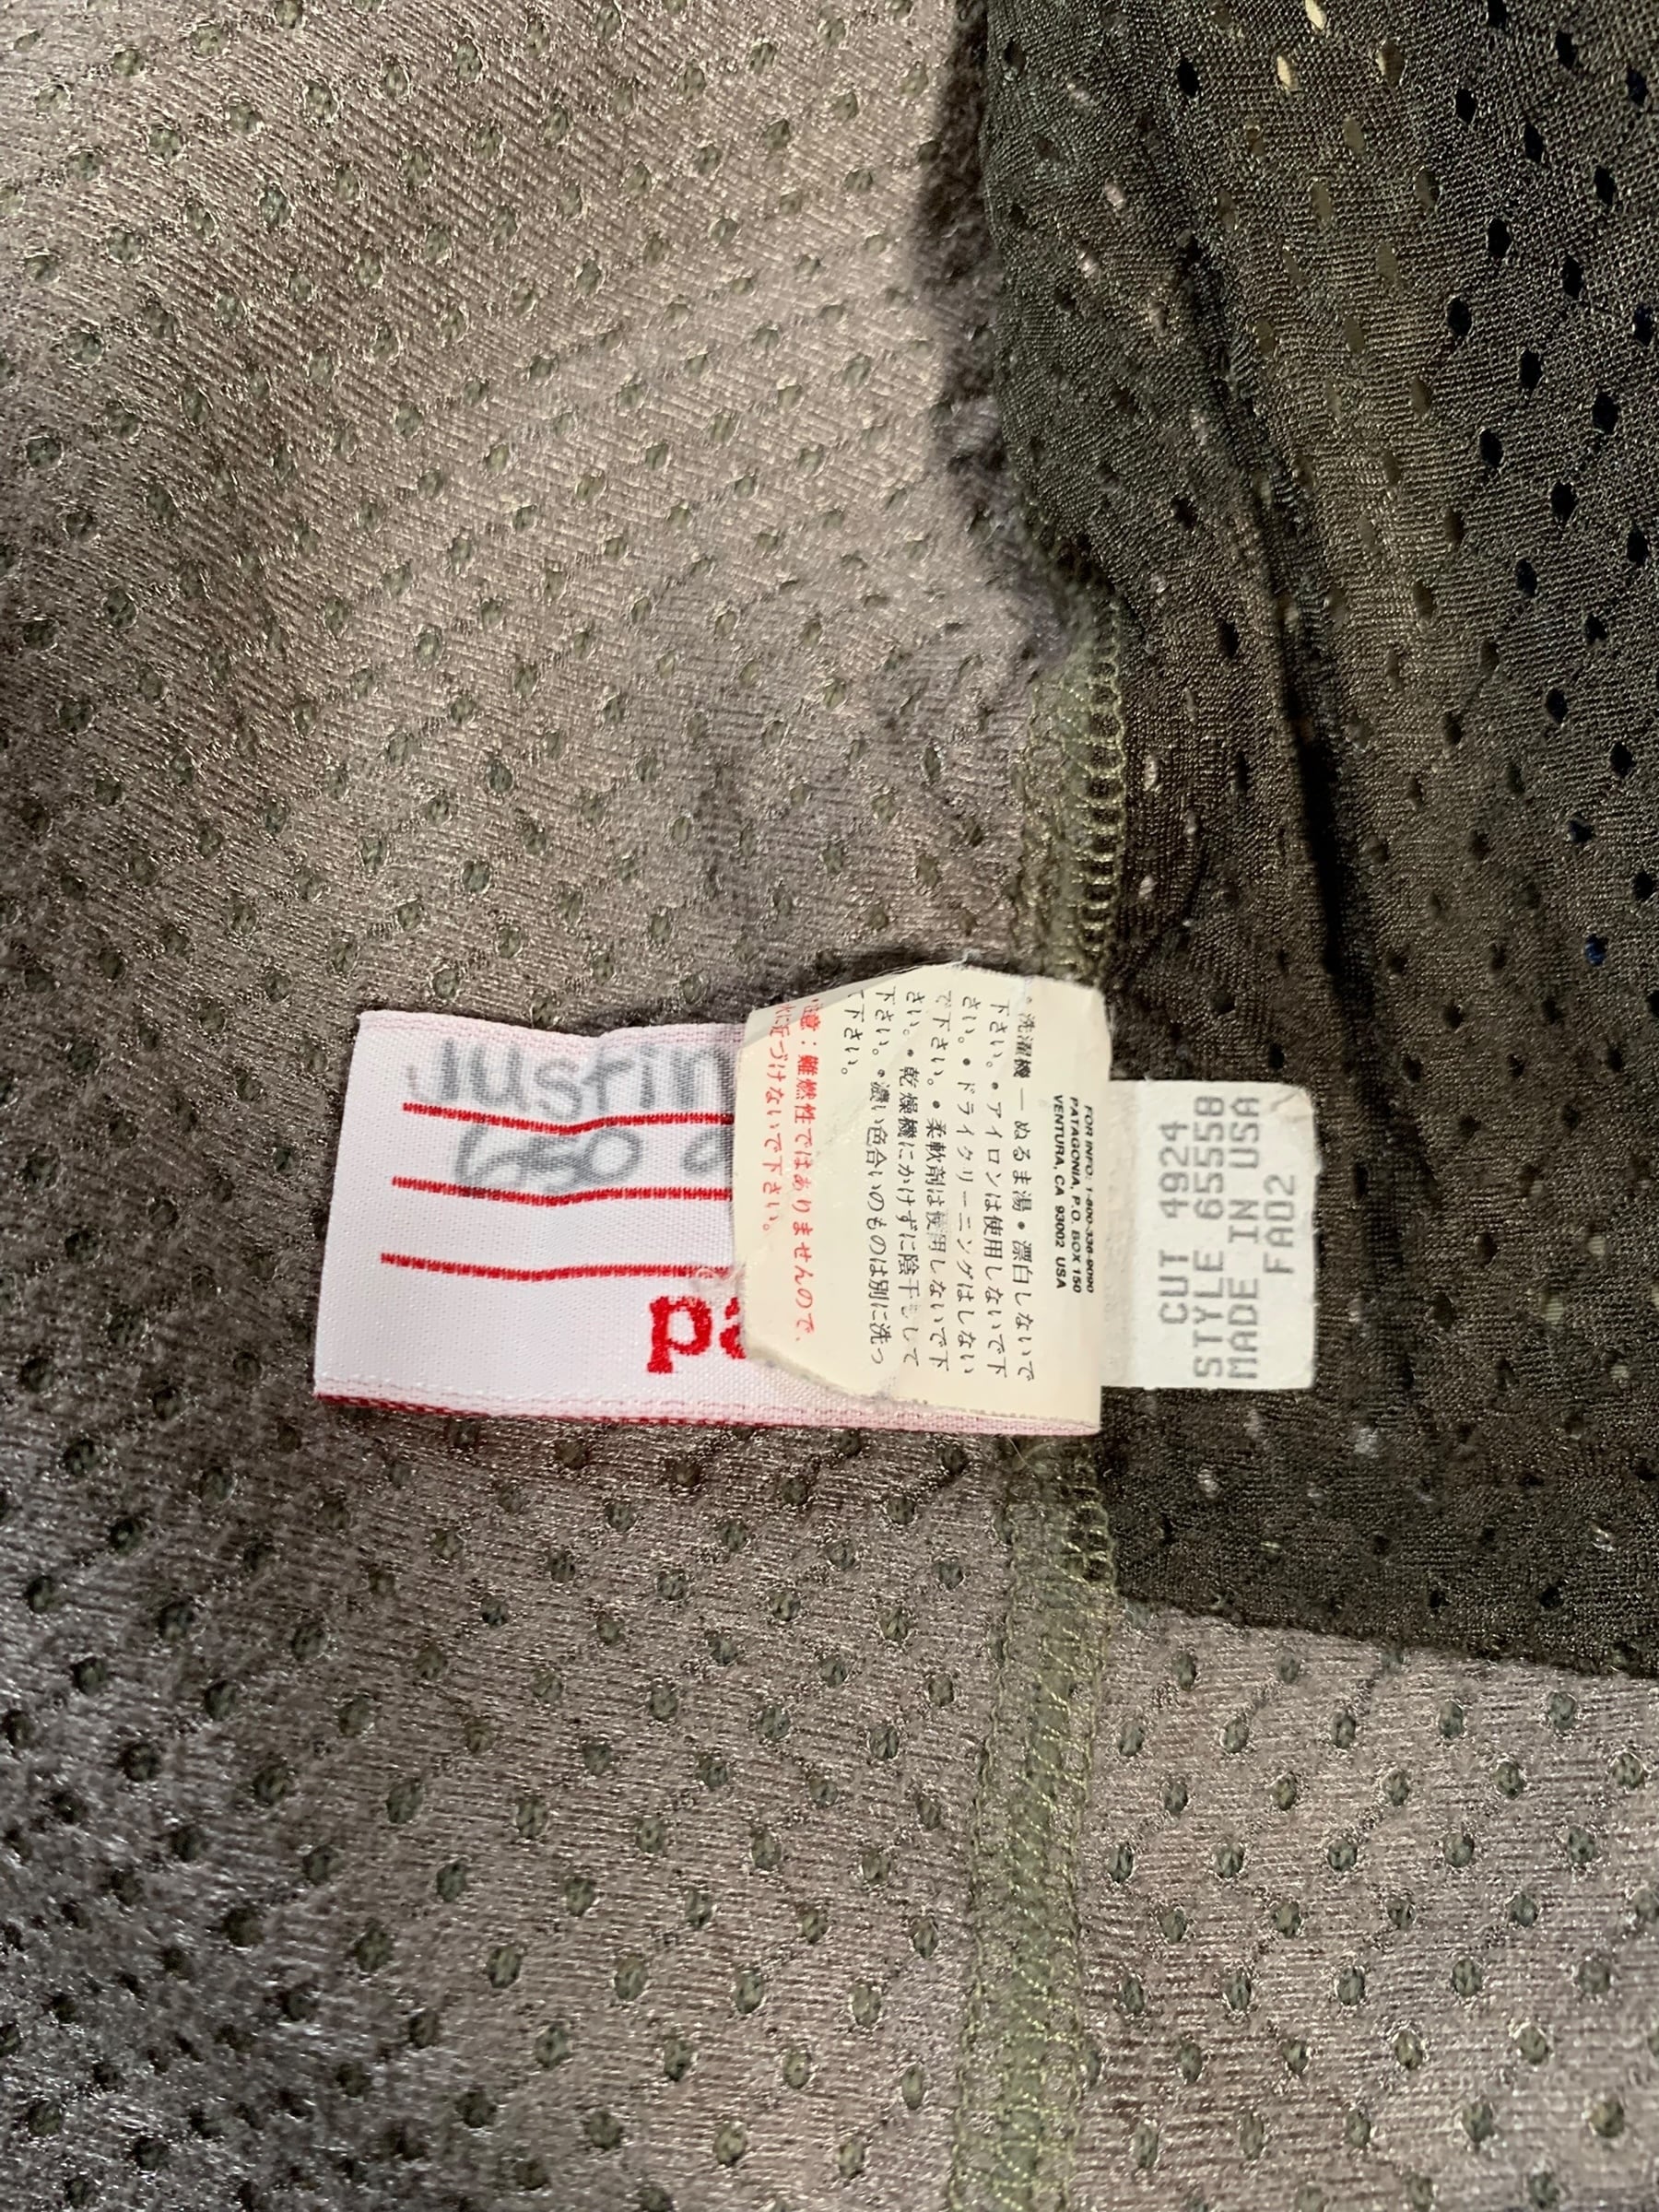 Justin
pa
注意：難燃性ではありませんので、
火に近づけないで下さい。
•洗濯機 — ぬるま湯•漂白しないで
下さい。•アイロンは使用しないで下
さい。•ドライクリーニングはしない
で下さい。•柔軟剤は使用しないで下
さい。•乾燥機にかけずに陰干しして
下さい。•濃い色合いのものは別に洗っ
て下さい。
FOR INFO: 1-800-336-9090
PATAGONIA, P.O. BOX 150
VENTURA, CA 93002 USA
CUT 4924
STYLE 65558
MADE IN USA
FA02